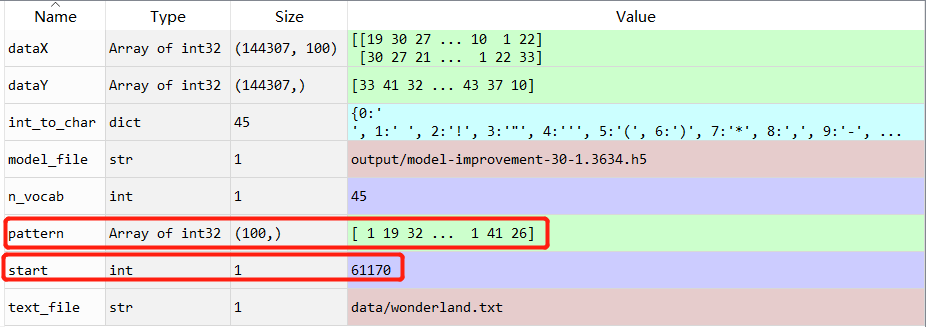 Name Type Size Value
dataX Array of int32 (144307, 100) [[19 30 27 ... 10  1 22]
 [30 27 21 ...  1 22 33]
dataY Array of int32 (144307,) [33 41 32 ... 43 37 10]
int_to_char dict 45 {0:'
', 1:' ', 2:'!', 3:'"', 4:''', 5:'(', 6:')', 7:'*', 8:',', 9:'-', ...
model_file str 1 output/model-improvement-30-1.3634.h5
n_vocab int 1 45
pattern Array of int32 (100,) [ 1 19 32 ...  1 41 26]
start int 1 61170
text_file str 1 data/wonderland.txt